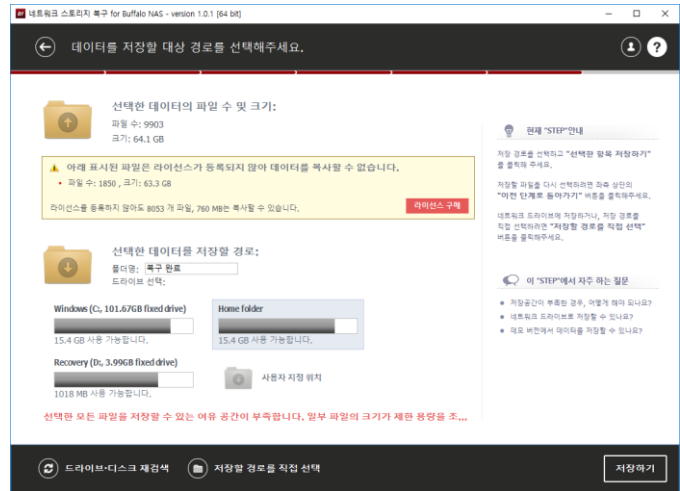 네트워크 스토리지 복구 for Buffalo NAS - version 1.0.1 [64 bit]
데이터를 저장할 대상 경로를 선택해주세요.
선택한 데이터의 파일 수 및 크기:
파일 수: 9903
크기: 64.1 GB
아래 표시된 파일은 라이선스가 등록되지 않아 데이터를 복사할 수 없습니다.
• 파일 수: 1850 , 크기: 63.3 GB
라이선스를 등록하지 않아도 8053 개 파일, 760 MB는 복사할 수 있습니다.
라이선스 구매
선택한 데이터를 저장할 경로:
폴더명: 복구 완료
드라이브 선택:
Windows (C:, 101.67GB fixed drive)
15.4 GB 사용 가능합니다.
Home folder
15.4 GB 사용 가능합니다.
Recovery (D:, 3.99GB fixed drive)
1018 MB 사용 가능합니다.
사용자 지정 위치
선택한 모든 파일을 저장할 수 있는 여유 공간이 부족합니다. 일부 파일의 크기가 제한 용량을 초...
현재 "STEP"안내
저장 경로를 선택하고 "선택한 항목 저장하기"
를 클릭해 주세요.
저장할 파일을 다시 선택하려면 좌측 상단의
"이전 단계로 돌아가기" 버튼을 클릭해주세요.
네트워크 드라이브에 저장하거나, 저장 경로를
직접 선택하려면 "저장할 경로를 직접 선택"
버튼을 클릭해주세요.
이 "STEP"에서 자주 하는 질문
저장공간이 부족한 경우, 어떻게 해야 되나요?
네트워크 드라이브로 저장할 수 있나요?
데모 버전에서 데이터를 저장할 수 있나요?
드라이브·디스크 재검색
저장할 경로를 직접 선택
저장하기